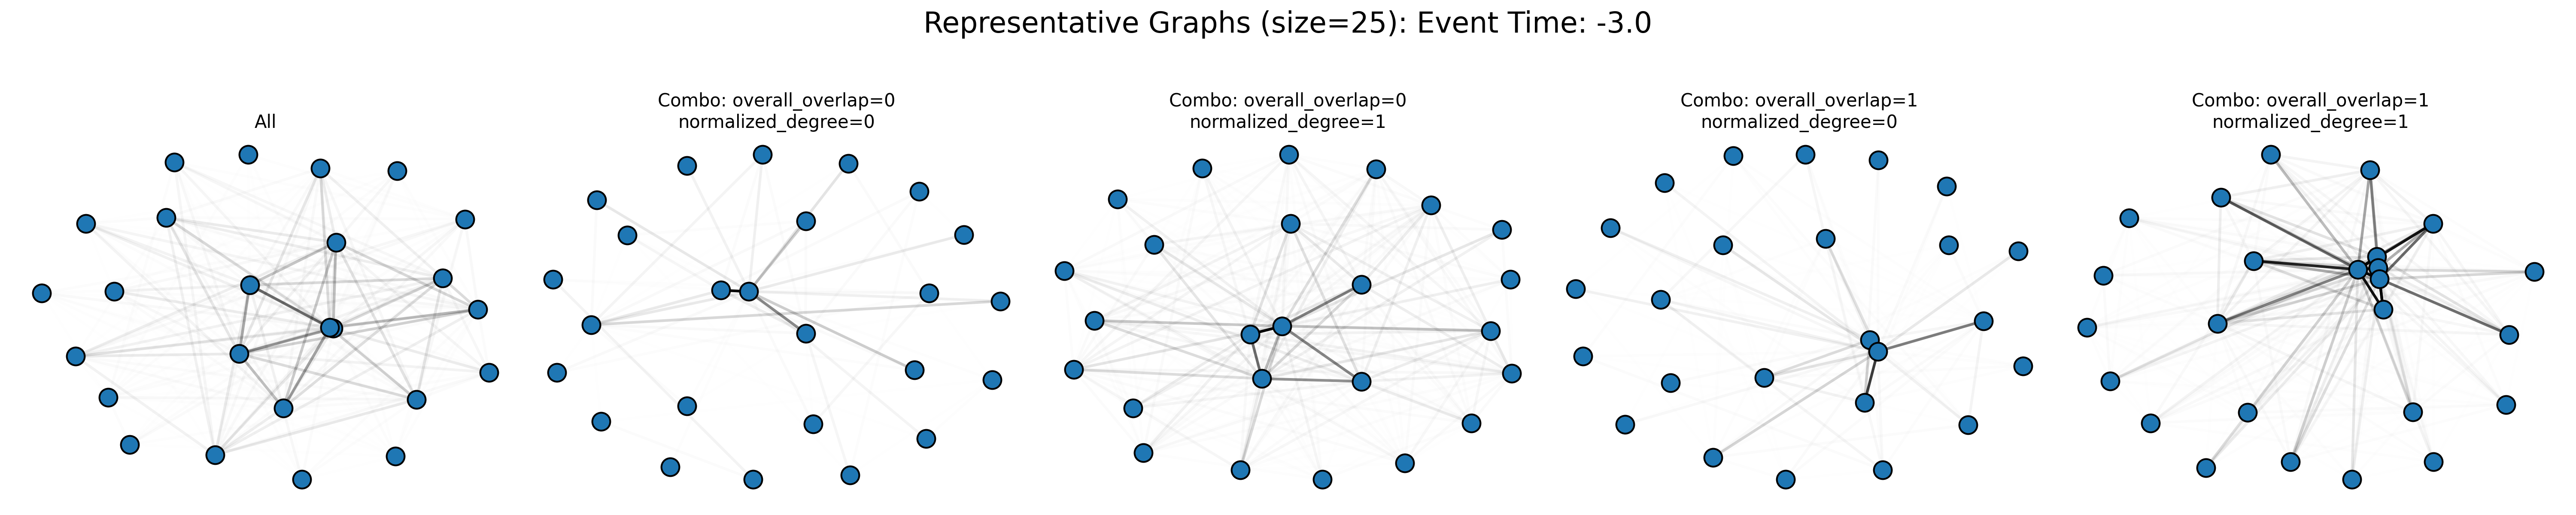 Representative Graphs (size=25): Event Time: -3.0
All
Combo: overall_overlap=0
normalized_degree=0
Combo: overall_overlap=0
normalized_degree=1
Combo: overall_overlap=1
normalized_degree=0
Combo: overall_overlap=1
normalized_degree=1